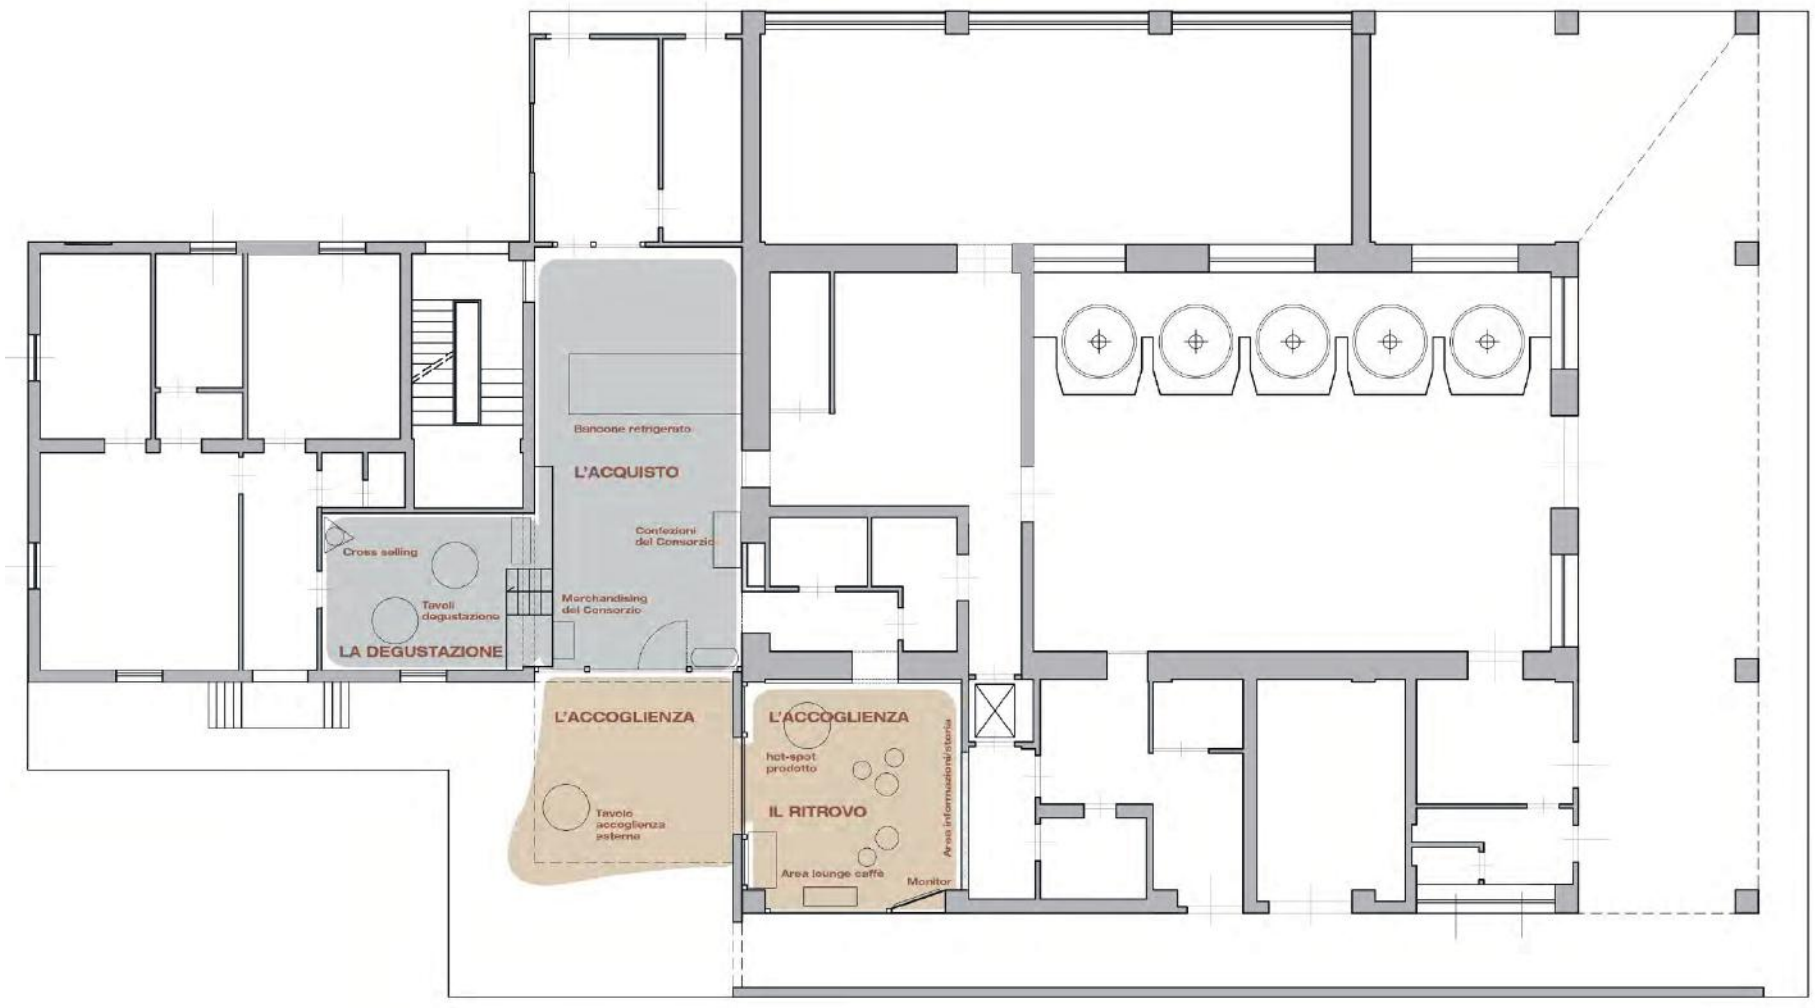 Bancone refrigerato
L'ACQUISTO
Confezioni
del Consorzio
Cross selling
Tavoli
degustazione
LA DEGUSTAZIONE
Merchandising
del Consorzio
L'ACCOGLIENZA
Tavolo
accoglienza
esterna
L'ACCOGLIENZA
hot-spot
prodotto
IL RITROVO
Area informazioni/storia
Area lounge caffè
Monitor